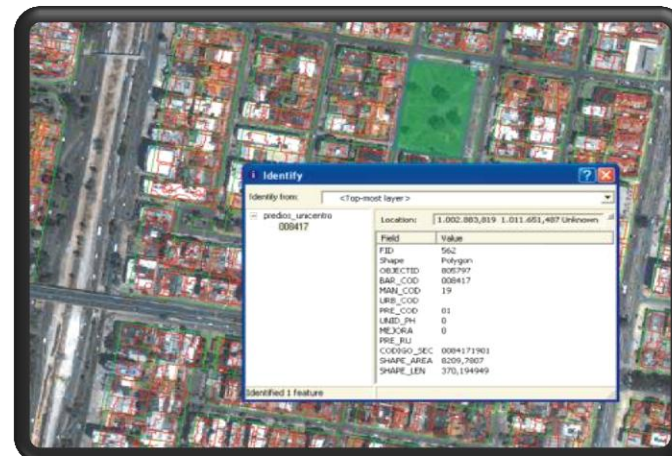 Identify
Identify from: <Top-most layer>
predios_unicentro
008417
Location: 1.002.883,819 1.011.651,487 Unknown
Field Value
FID 562
Shape Polygon
OBJECTID 805797
BAR_COD 008417
MAN_COD 19
URB_COD
PRE_COD 01
UNID_PH 0
MEJORA 0
PRE_RU
CODIGO_SEC 0084171901
SHAPE_AREA 8209,7807
SHAPE_LEN 370,194949
Identified 1 feature